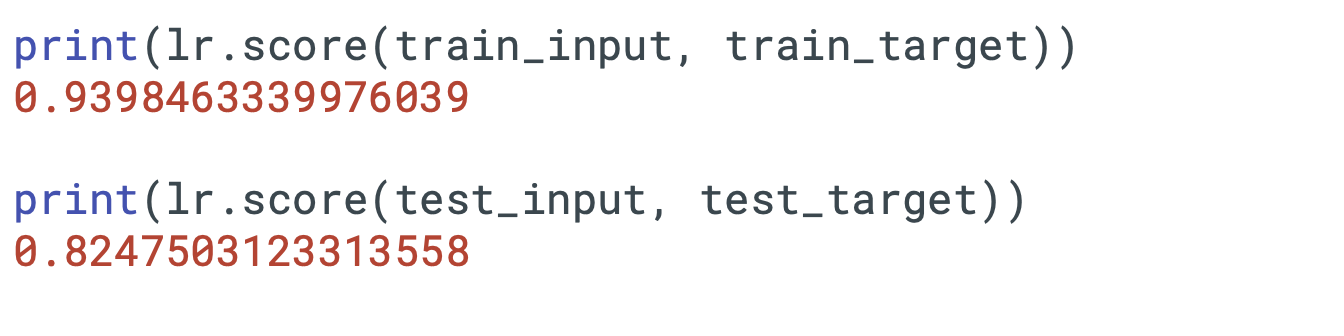 print(lr.score(train_input, train_target))
0.9398463339976039
print(lr.score(test_input, test_target))
0.8247503123313558